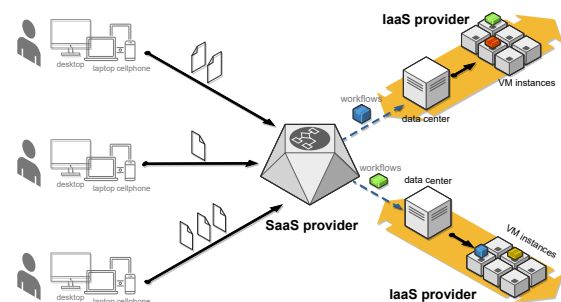 IaaS provider
desktop
laptop cellphone
VM instances
workflows
data center
desktop
laptop cellphone
workflows
data center
SaaS provider
VM instances
desktop
laptop cellphone
IaaS provider